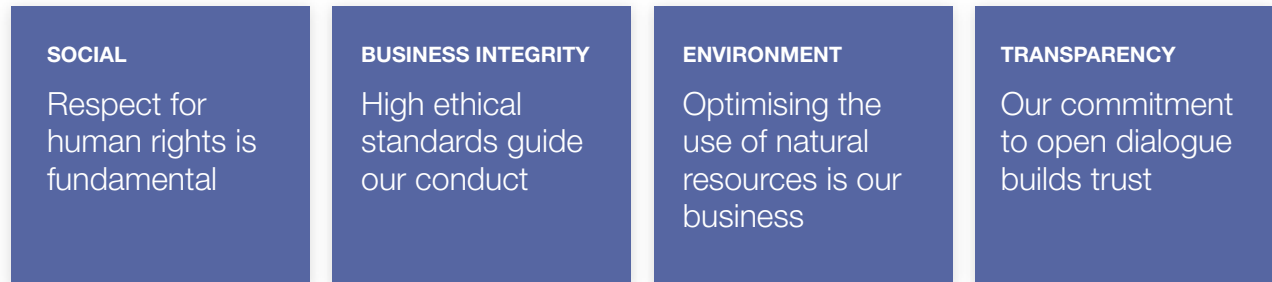 SOCIAL
Respect for
human rights is
fundamental
BUSINESS INTEGRITY
High ethical
standards guide
our conduct
ENVIRONMENT
Optimising the
use of natural
resources is our
business
TRANSPARENCY
Our commitment
to open dialogue
builds trust